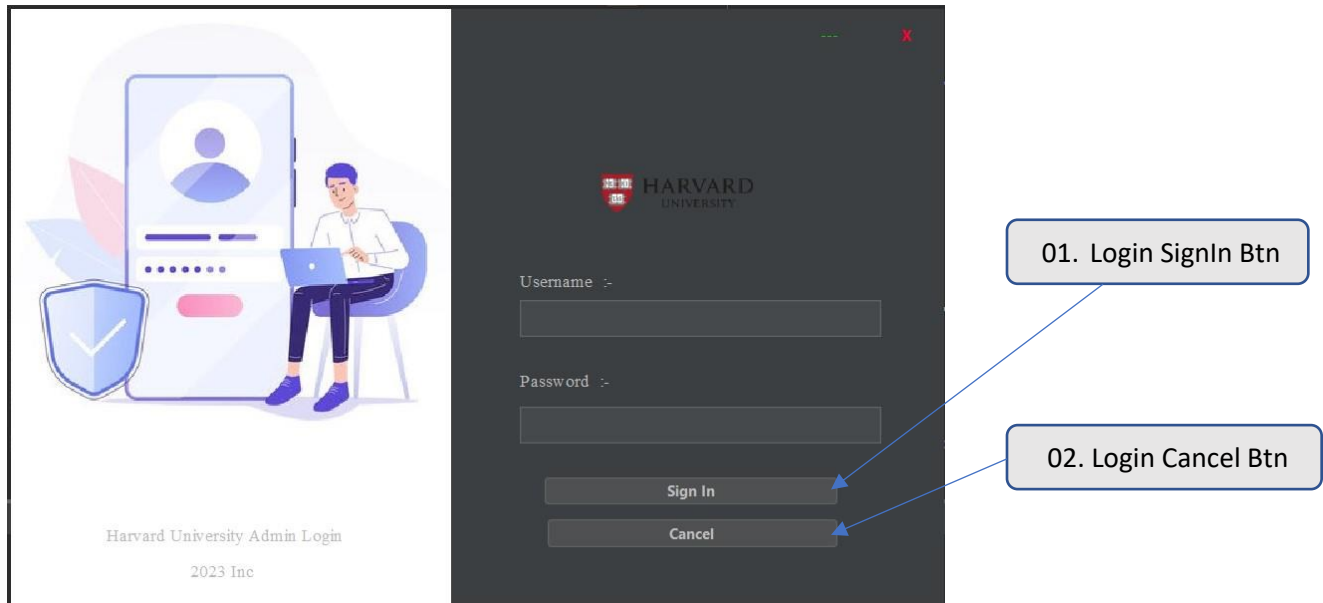 --- X
HARVARD
UNIVERSITY
Username :-
Password :-
Sign In
Cancel
Harvard University Admin Login
2023 Inc
01. Login SignIn Btn
02. Login Cancel Btn